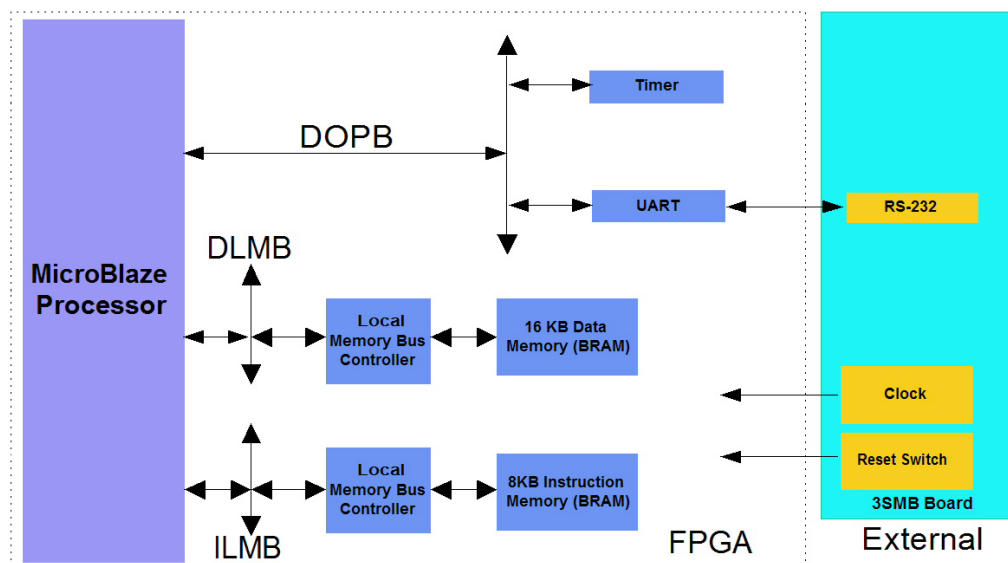 MicroBlaze
Processor
DOPB
Timer
UART
RS-232
DLMB
Local
Memory Bus
Controller
16 KB Data
Memory (BRAM)
Clock
ILMB
Local
Memory Bus
Controller
8KB Instruction
Memory (BRAM)
Reset Switch
3SMB Board
FPGA
External